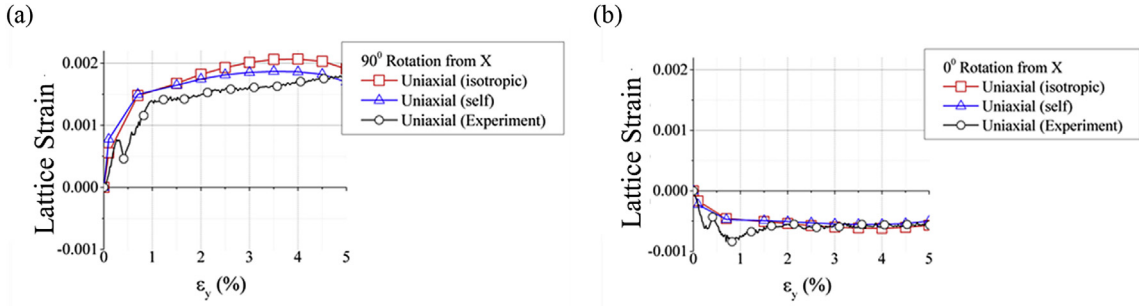 (a)
90⁰ Rotation from X
Uniaxial (isotropic)
Uniaxial (self)
Uniaxial (Experiment)
Lattice Strain
0.002
0.001
0.000
-0.001
0 1 2 3 4 5
εy (%)
(b)
0⁰ Rotation from X
Uniaxial (isotropic)
Uniaxial (self)
Uniaxial (Experiment)
Lattice Strain
0.002
0.001
0.000
-0.001
0 1 2 3 4 5
εy (%)